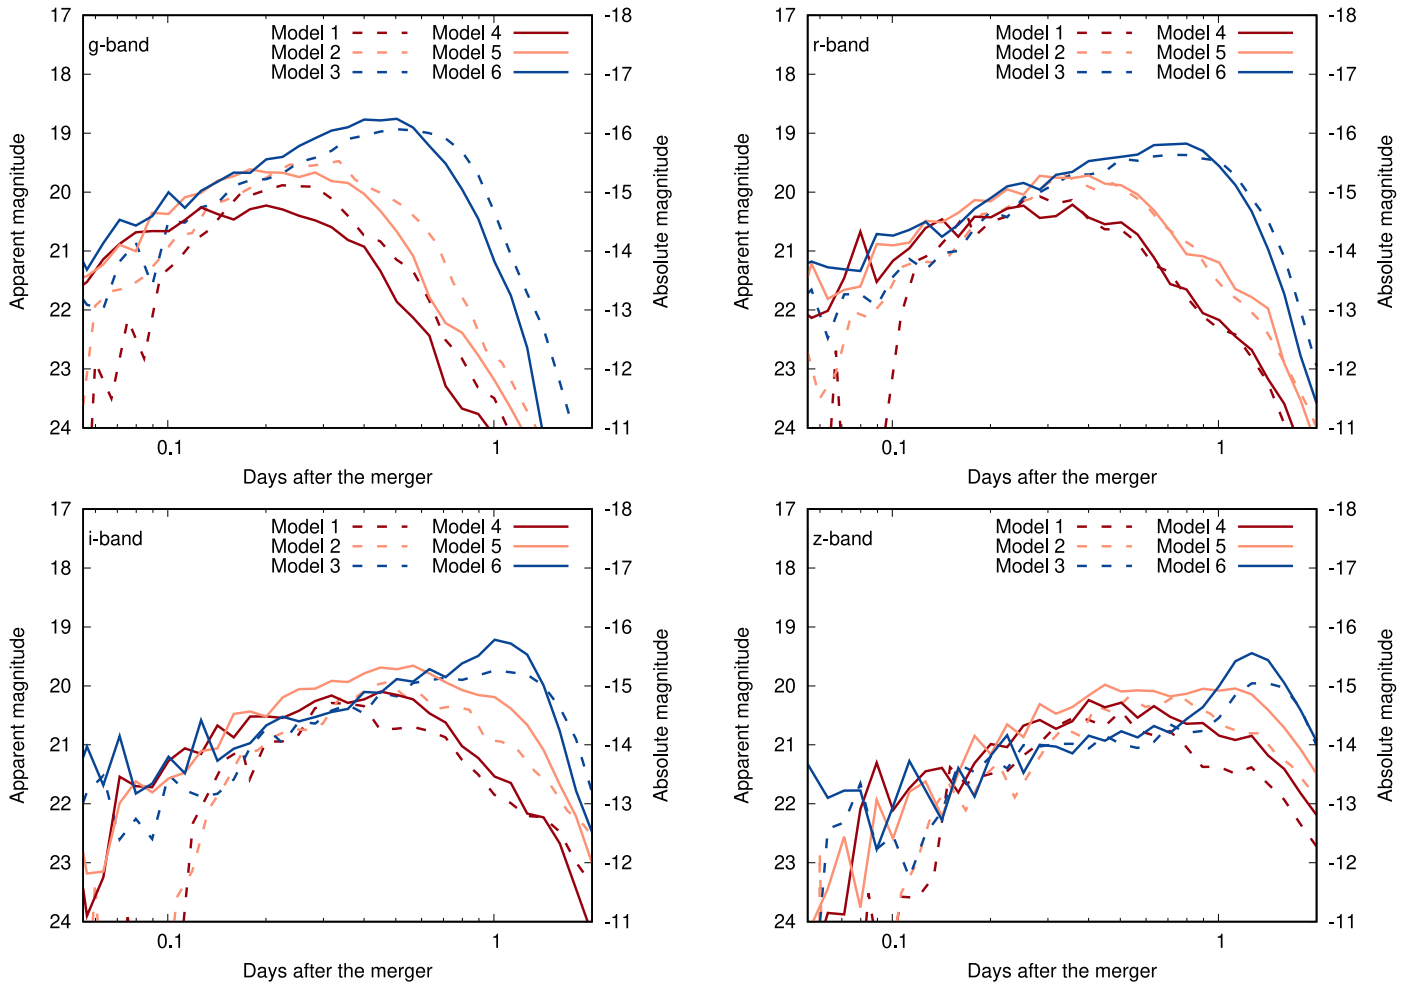 g-band
Model 1 Model 4
Model 2 Model 5
Model 3 Model 6
17
18
19
20
21
22
23
24
-18
-17
-16
-15
-14
-13
-12
-11
0.1 1
Apparent magnitude
Absolute magnitude
Days after the merger
r-band
Model 1 Model 4
Model 2 Model 5
Model 3 Model 6
17
18
19
20
21
22
23
24
-18
-17
-16
-15
-14
-13
-12
-11
0.1 1
Apparent magnitude
Absolute magnitude
Days after the merger
i-band
Model 1 Model 4
Model 2 Model 5
Model 3 Model 6
17
18
19
20
21
22
23
24
-18
-17
-16
-15
-14
-13
-12
-11
0.1 1
Apparent magnitude
Absolute magnitude
Days after the merger
z-band
Model 1 Model 4
Model 2 Model 5
Model 3 Model 6
17
18
19
20
21
22
23
24
-18
-17
-16
-15
-14
-13
-12
-11
0.1 1
Apparent magnitude
Absolute magnitude
Days after the merger